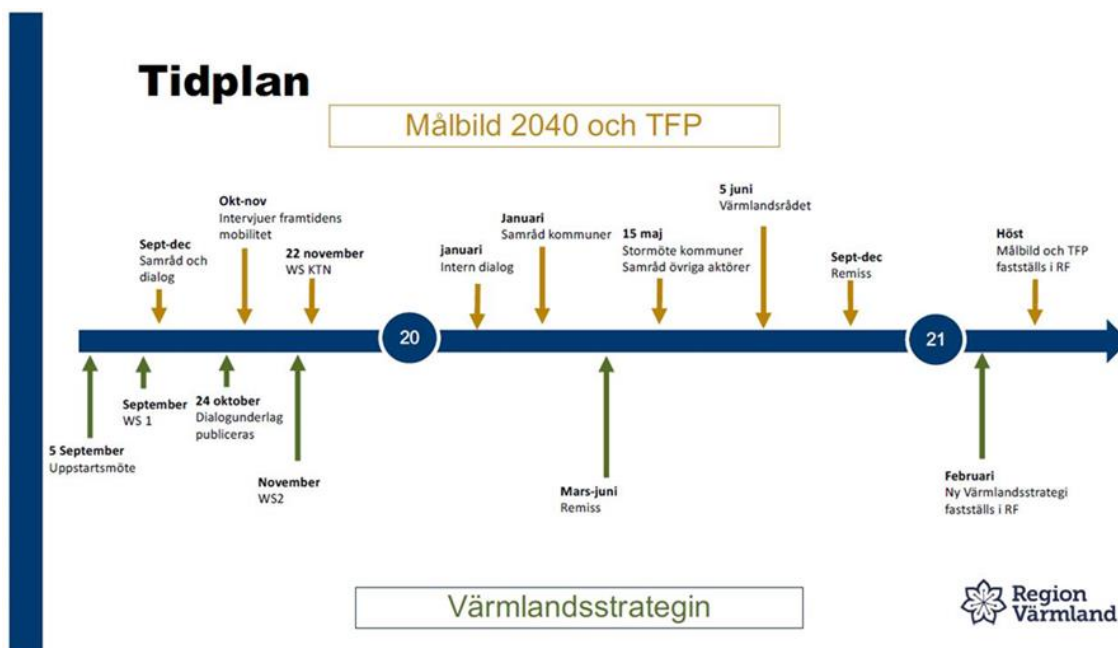 Tidplan
Målbild 2040 och TFP
Sept-dec
Samråd och
dialog
Okt-nov
Intervjuer framtidens
mobilitet
22 november
WS KTN
januari
Intern dialog
Januari
Samråd kommuner
15 maj
Stormöte kommuner
Samråd övriga aktörer
5 juni
Värmlandsrådet
Sept-dec
Remiss
Höst
Målbild och TFP
fastställs i RF
20
21
5 September
Uppstartsmöte
September
WS 1
24 oktober
Dialogunderlag
publiceras
November
WS2
Mars-juni
Remiss
Februari
Ny Värmlandsstrategi
fastställs i RF
Värmlandsstrategin
Region
Värmland